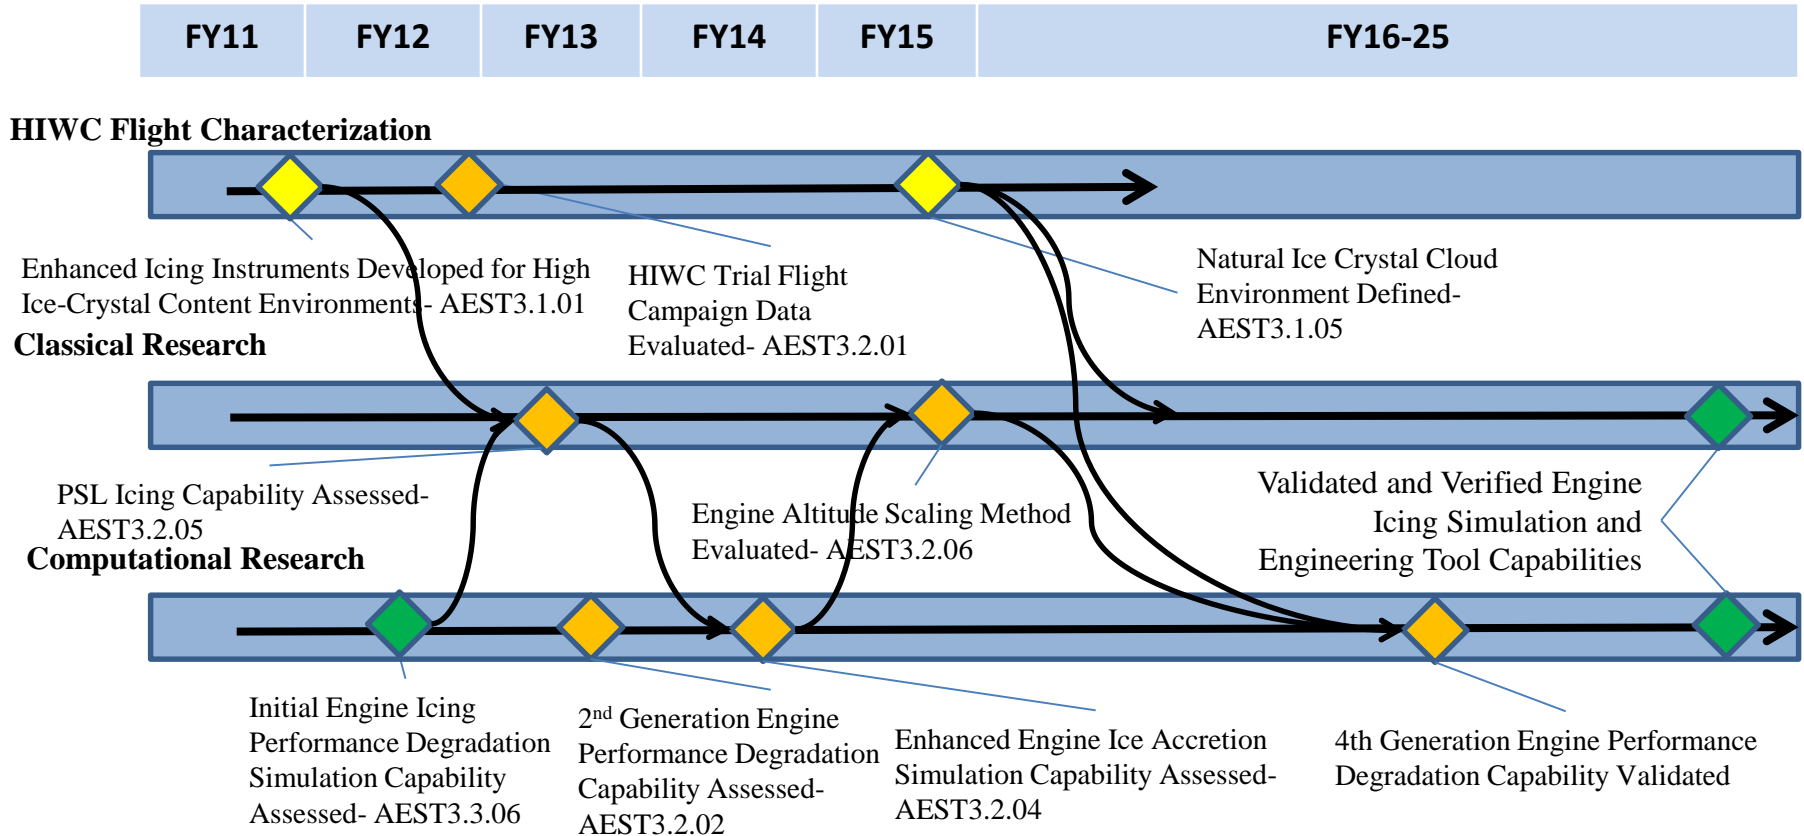 FY11 FY12 FY13 FY14 FY15 FY16-25
HIWC Flight Characterization
Enhanced Icing Instruments Developed for High
Ice-Crystal Content Environments- AEST3.1.01
HIWC Trial Flight
Campaign Data
Evaluated- AEST3.2.01
Natural Ice Crystal Cloud
Environment Defined-
AEST3.1.05
Classical Research
PSL Icing Capability Assessed-
AEST3.2.05
Engine Altitude Scaling Method
Evaluated- AEST3.2.06
Validated and Verified Engine
Icing Simulation and
Engineering Tool Capabilities
Computational Research
Initial Engine Icing
Performance Degradation
Simulation Capability
Assessed- AEST3.3.06
2nd Generation Engine
Performance Degradation
Capability Assessed-
AEST3.2.02
Enhanced Engine Ice Accretion
Simulation Capability Assessed-
AEST3.2.04
4th Generation Engine Performance
Degradation Capability Validated